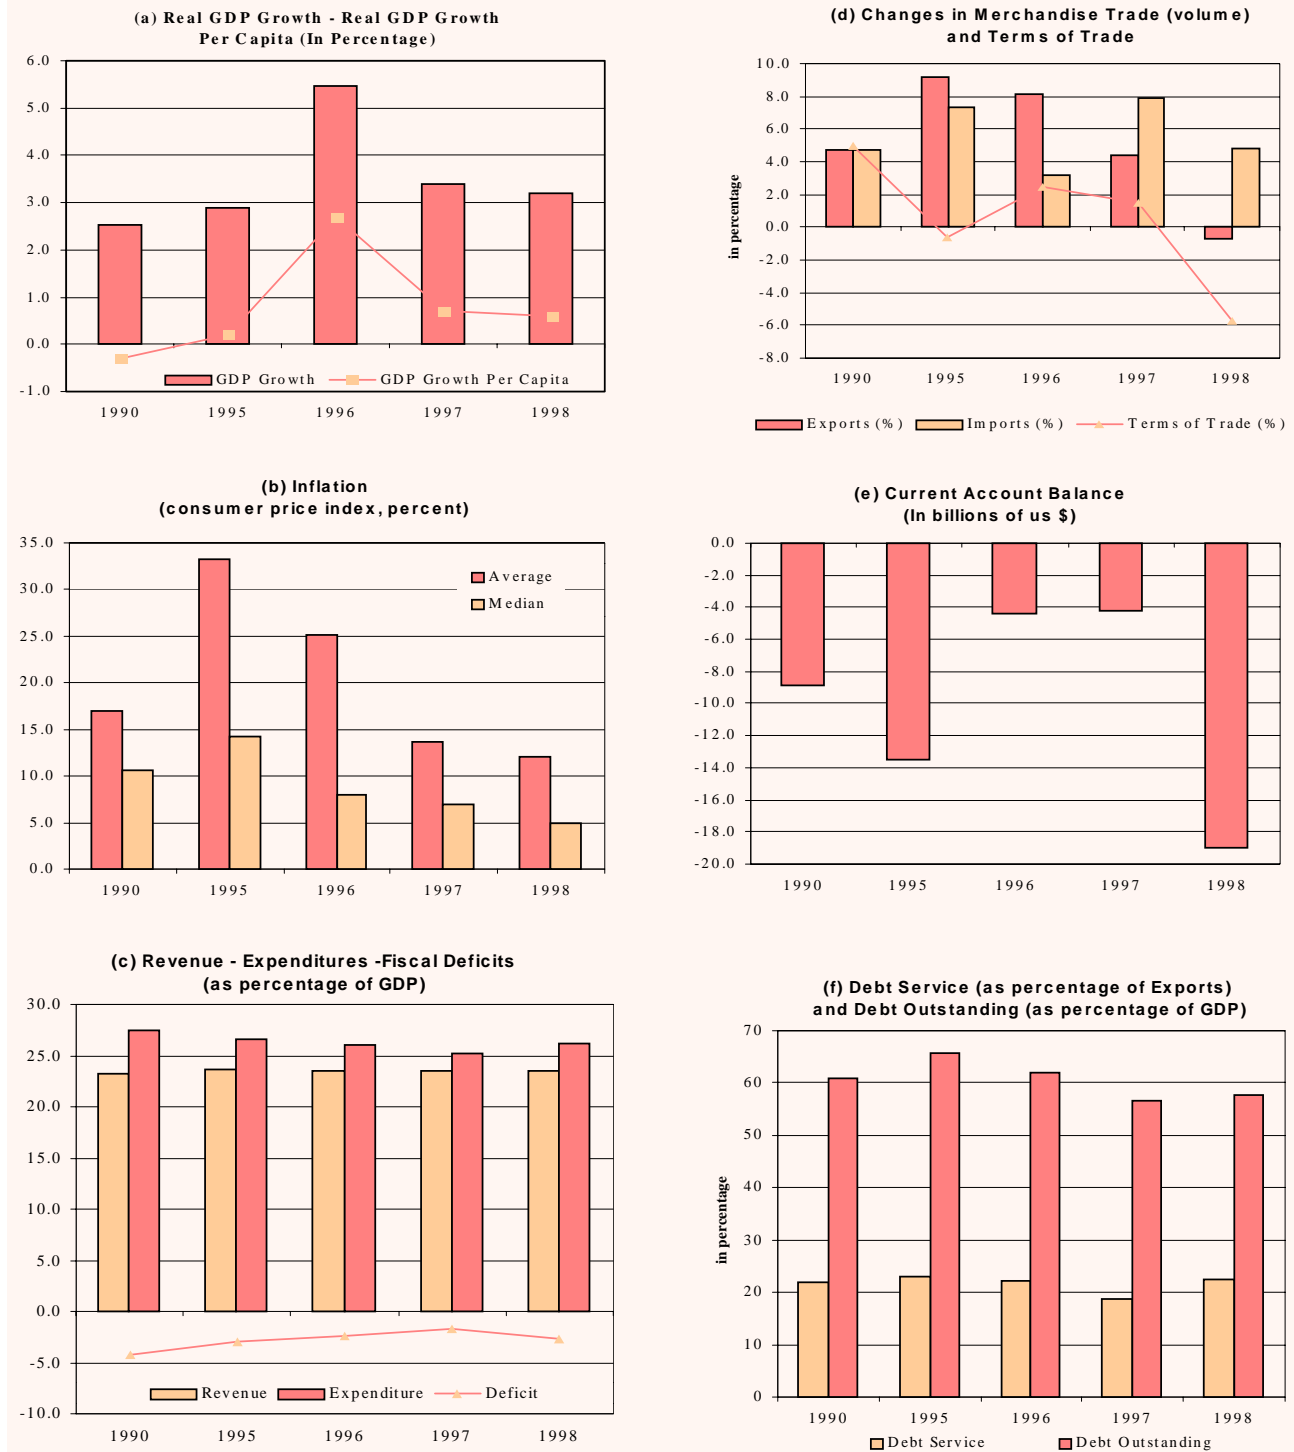 (a) Real GDP Growth - Real GDP Growth
Per Capita (In Percentage)
6.0
5.0
4.0
3.0
2.0
1.0
0.0
-1.0
GDP Growth
GDP Growth Per Capita
1990 1995 1996 1997 1998
(d) Changes in Merchandise Trade (volume)
and Terms of Trade
in percentage
10.0
8.0
6.0
4.0
2.0
0.0
-2.0
-4.0
-6.0
-8.0
1990 1995 1996 1997 1998
Exports (%) Imports (%) Terms of Trade (%)
(b) Inflation
(consumer price index, percent)
35.0
30.0
25.0
20.0
15.0
10.0
5.0
0.0
Average
Median
1990 1995 1996 1997 1998
(e) Current Account Balance
(In billions of us $)
0.0
-2.0
-4.0
-6.0
-8.0
-10.0
-12.0
-14.0
-16.0
-18.0
-20.0
1990 1995 1996 1997 1998
(c) Revenue - Expenditures -Fiscal Deficits
(as percentage of GDP)
30.0
25.0
20.0
15.0
10.0
5.0
0.0
-5.0
-10.0
Revenue Expenditure Deficit
1990 1995 1996 1997 1998
(f) Debt Service (as percentage of Exports)
and Debt Outstanding (as percentage of GDP)
in percentage
70
60
50
40
30
20
10
0
1990 1995 1996 1997 1998
Debt Service Debt Outstanding